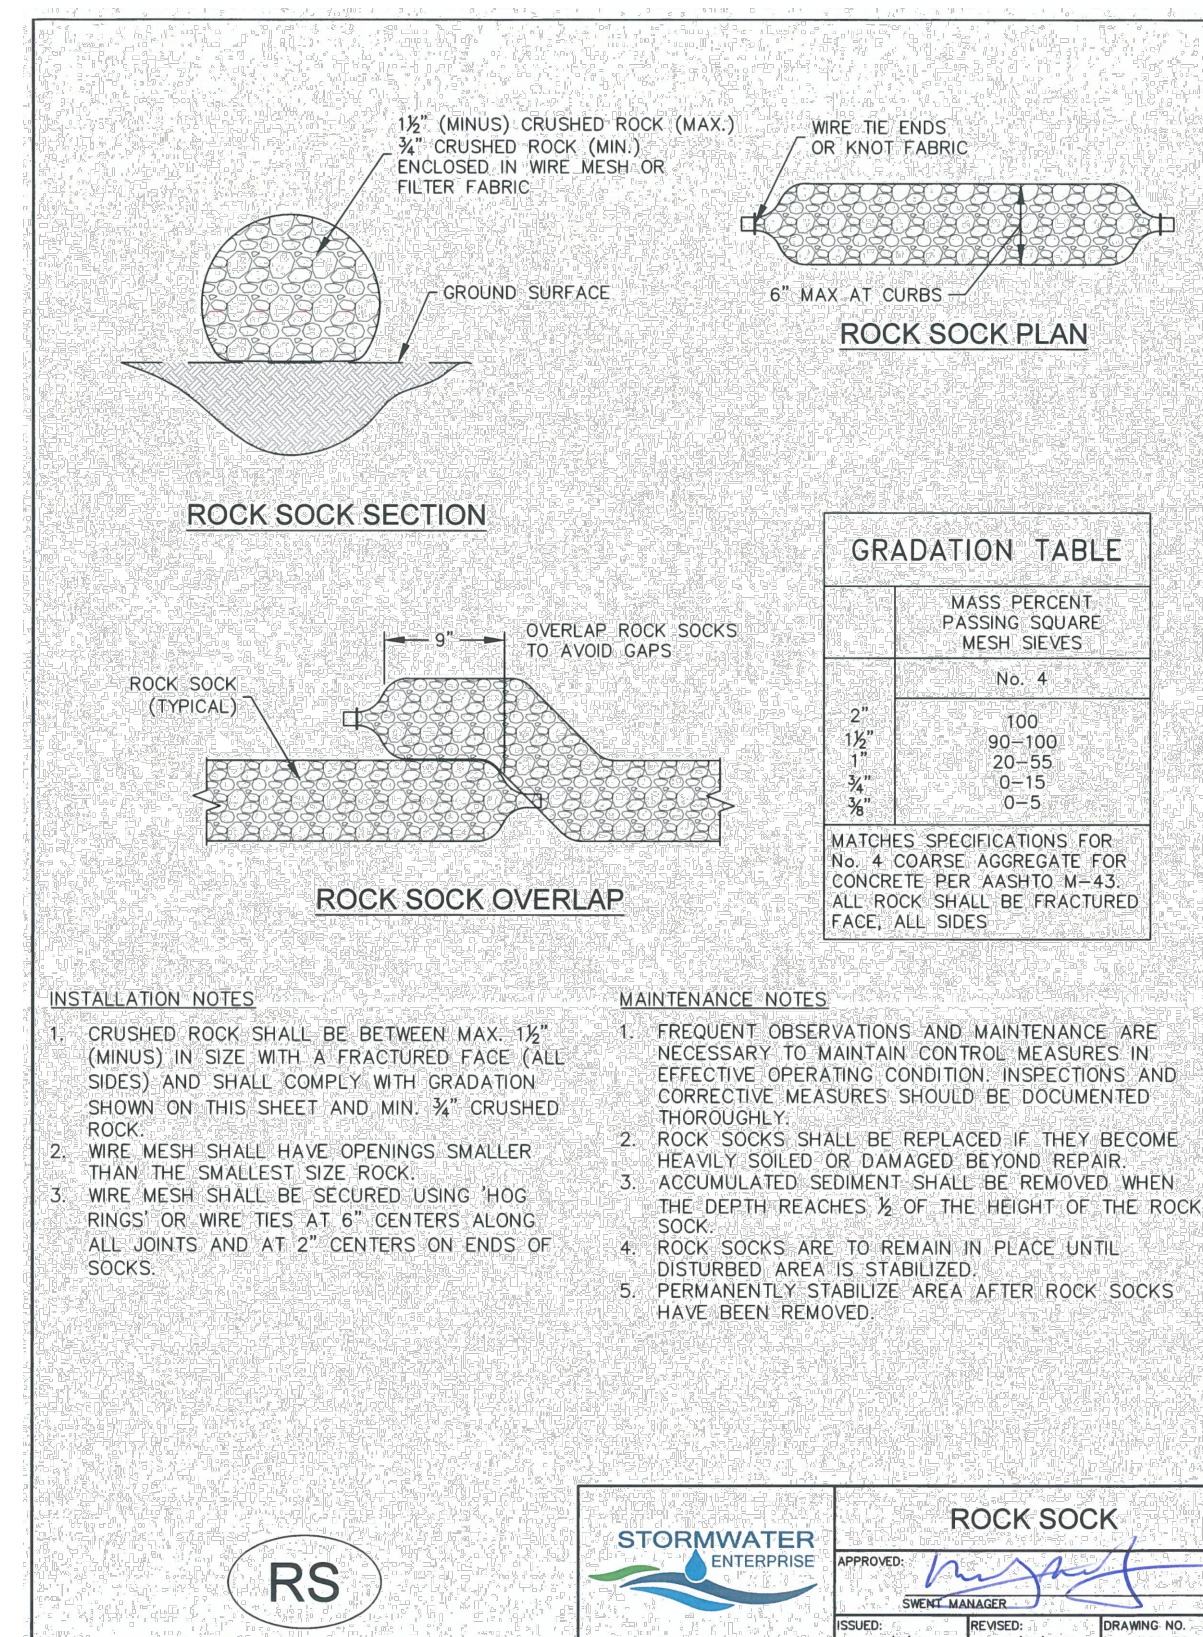 1½" (MINUS) CRUSHED ROCK (MAX.)
¾" CRUSHED ROCK (MIN.)
ENCLOSED IN WIRE MESH OR
FILTER FABRIC
GROUND SURFACE
ROCK SOCK SECTION
WIRE TIE ENDS
OR KNOT FABRIC
6" MAX AT CURBS
ROCK SOCK PLAN
9"
OVERLAP ROCK SOCKS
TO AVOID GAPS
ROCK SOCK
(TYPICAL)
ROCK SOCK OVERLAP
GRADATION TABLE
MASS PERCENT
PASSING SQUARE
MESH SIEVES
No. 4
2" 100
1½" 90-100
1" 20-55
¾" 0-15
⅜" 0-5
MATCHES SPECIFICATIONS FOR
No. 4 COARSE AGGREGATE FOR
CONCRETE PER AASHTO M-43.
ALL ROCK SHALL BE FRACTURED
FACE, ALL SIDES
INSTALLATION NOTES
1. CRUSHED ROCK SHALL BE BETWEEN MAX. 1½"
(MINUS) IN SIZE WITH A FRACTURED FACE (ALL
SIDES) AND SHALL COMPLY WITH GRADATION
SHOWN ON THIS SHEET AND MIN. ¾" CRUSHED
ROCK.
2. WIRE MESH SHALL HAVE OPENINGS SMALLER
THAN THE SMALLEST SIZE ROCK.
3. WIRE MESH SHALL BE SECURED USING 'HOG
RINGS' OR WIRE TIES AT 6" CENTERS ALONG
ALL JOINTS AND AT 2" CENTERS ON ENDS OF
SOCKS.
MAINTENANCE NOTES
1. FREQUENT OBSERVATIONS AND MAINTENANCE ARE
NECESSARY TO MAINTAIN CONTROL MEASURES IN
EFFECTIVE OPERATING CONDITION. INSPECTIONS AND
CORRECTIVE MEASURES SHOULD BE DOCUMENTED
THOROUGHLY.
2. ROCK SOCKS SHALL BE REPLACED IF THEY BECOME
HEAVILY SOILED OR DAMAGED BEYOND REPAIR.
3. ACCUMULATED SEDIMENT SHALL BE REMOVED WHEN
THE DEPTH REACHES ½ OF THE HEIGHT OF THE ROCK
SOCK.
4. ROCK SOCKS ARE TO REMAIN IN PLACE UNTIL
DISTURBED AREA IS STABILIZED.
5. PERMANENTLY STABILIZE AREA AFTER ROCK SOCKS
HAVE BEEN REMOVED.
RS
STORMWATER
ENTERPRISE
ROCK SOCK
APPROVED:
SWENT MANAGER
ISSUED:
REVISED:
DRAWING NO.